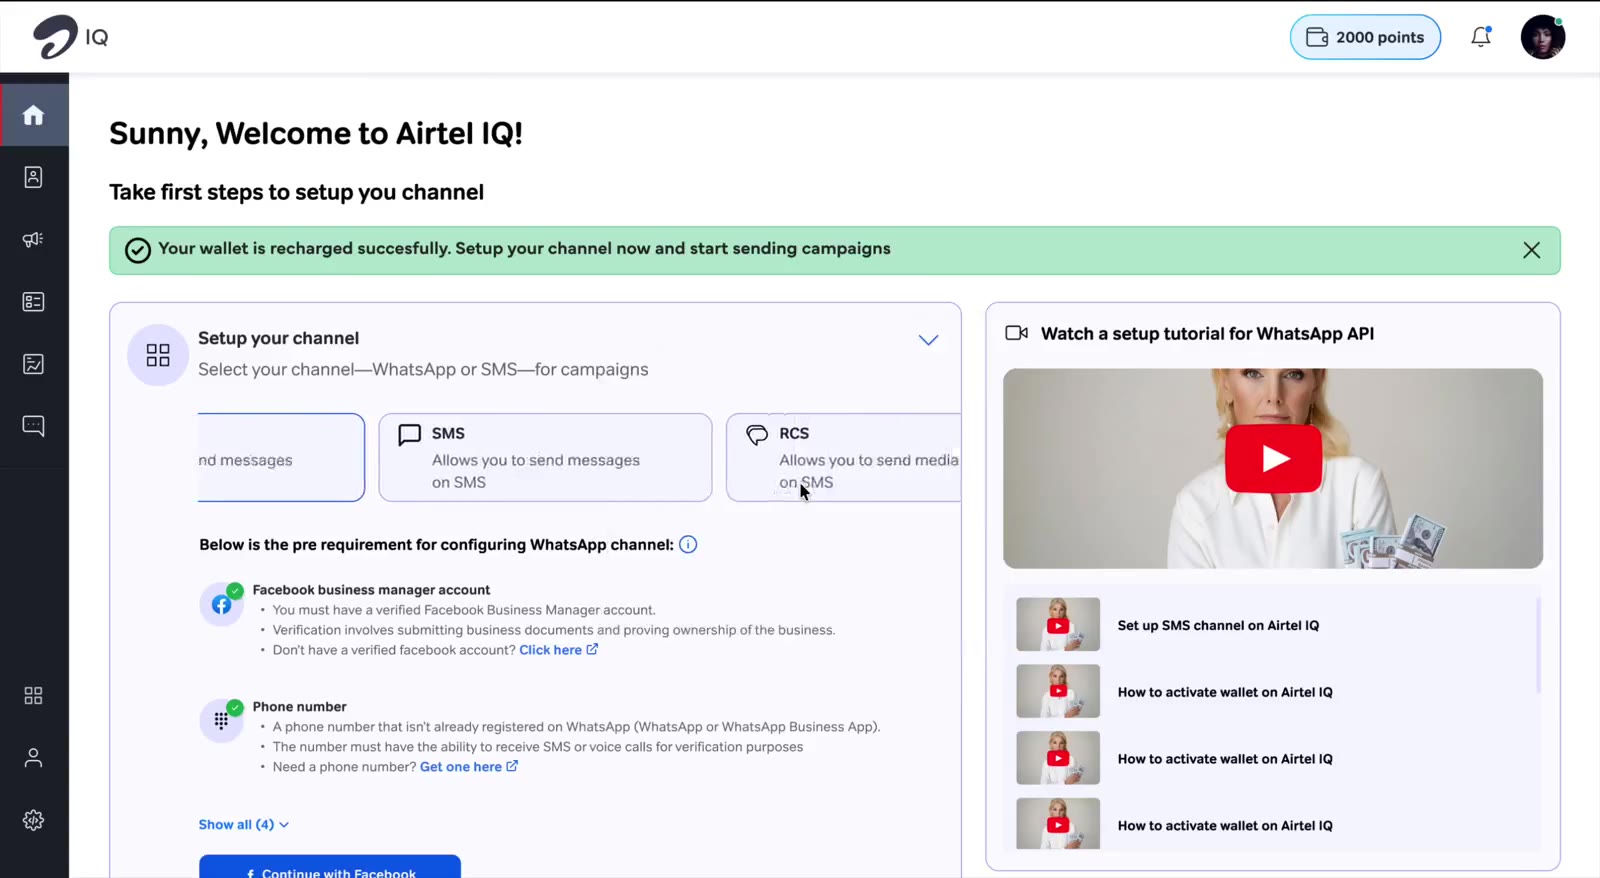 IQ
2000 points
Sunny, Welcome to Airtel IQ!
Take first steps to setup you channel
Your wallet is recharged succesfully. Setup your channel now and start sending campaigns
Setup your channel
Select your channel—WhatsApp or SMS—for campaigns
nd messages
SMS
Allows you to send messages
on SMS
RCS
Allows you to send media
on SMS
Below is the pre requirement for configuring WhatsApp channel:
Facebook business manager account
• You must have a verified Facebook Business Manager account.
• Verification involves submitting business documents and proving ownership of the business.
• Don't have a verified facebook account? Click here
Phone number
• A phone number that isn't already registered on WhatsApp (WhatsApp or WhatsApp Business App).
• The number must have the ability to receive SMS or voice calls for verification purposes
• Need a phone number? Get one here
Show all (4)
Continue with Facebook
Watch a setup tutorial for WhatsApp API
Set up SMS channel on Airtel IQ
How to activate wallet on Airtel IQ
How to activate wallet on Airtel IQ
How to activate wallet on Airtel IQ